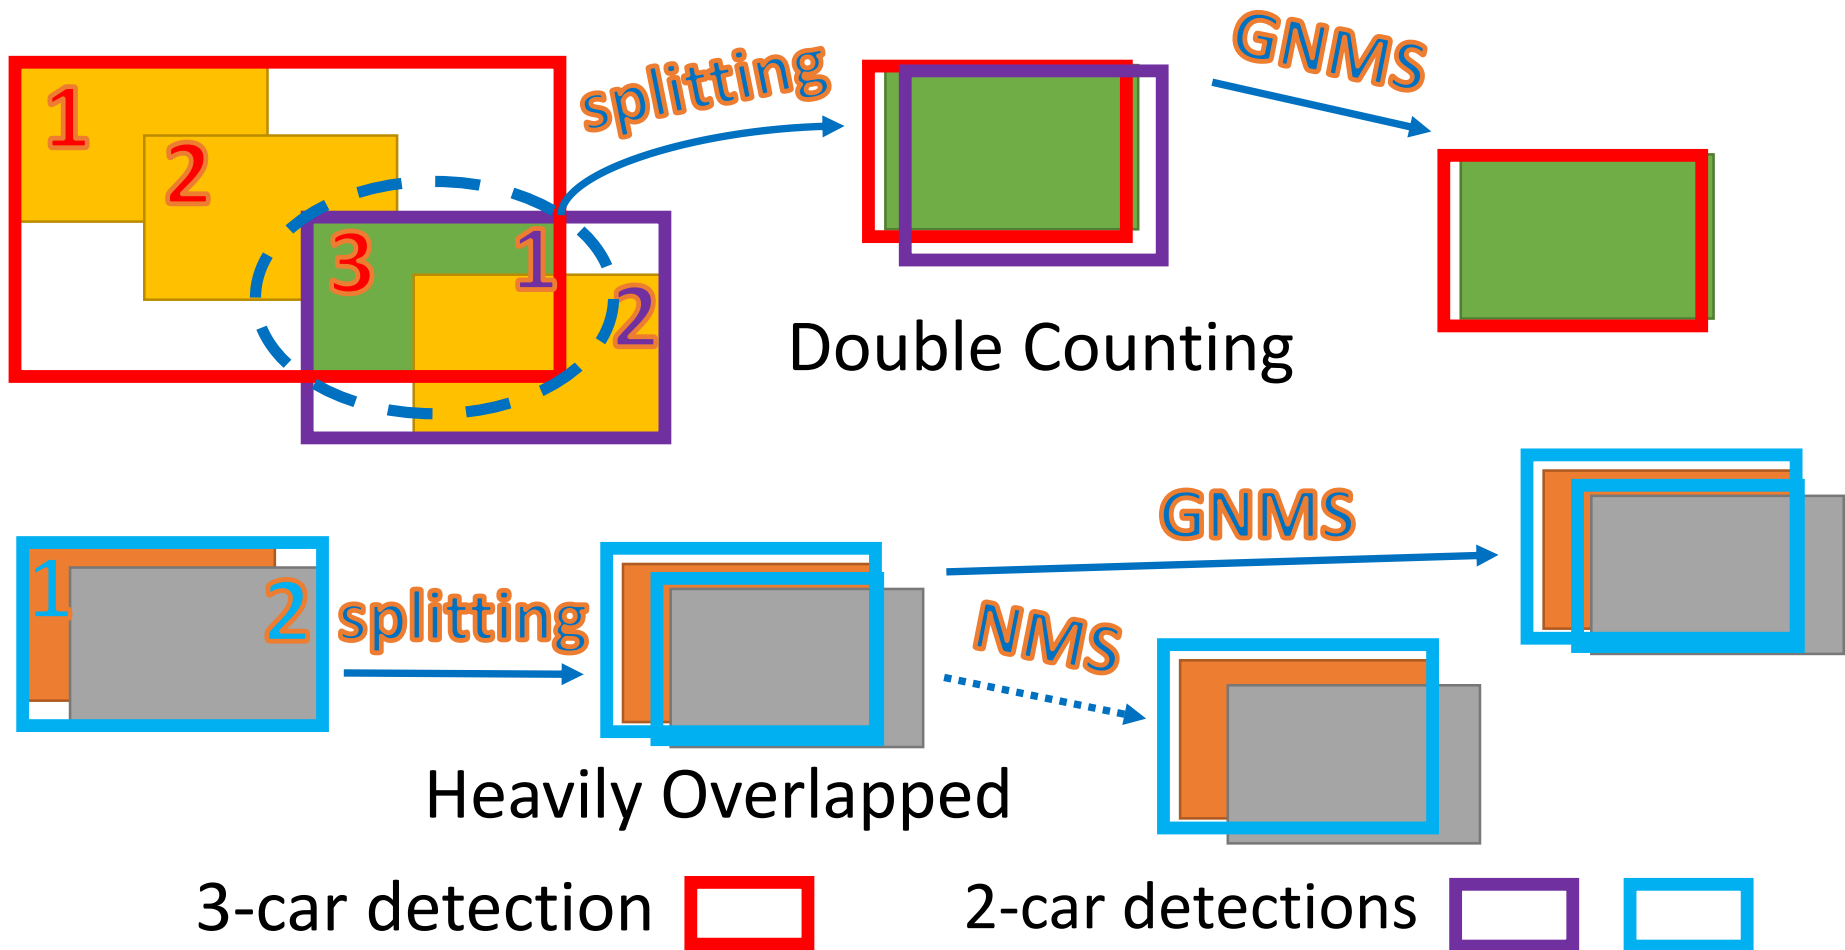 splitting
GNMS
1
2
3
1
2
Double Counting
1
2
splitting
GNMS
NMS
Heavily Overlapped
3-car detection
2-car detections